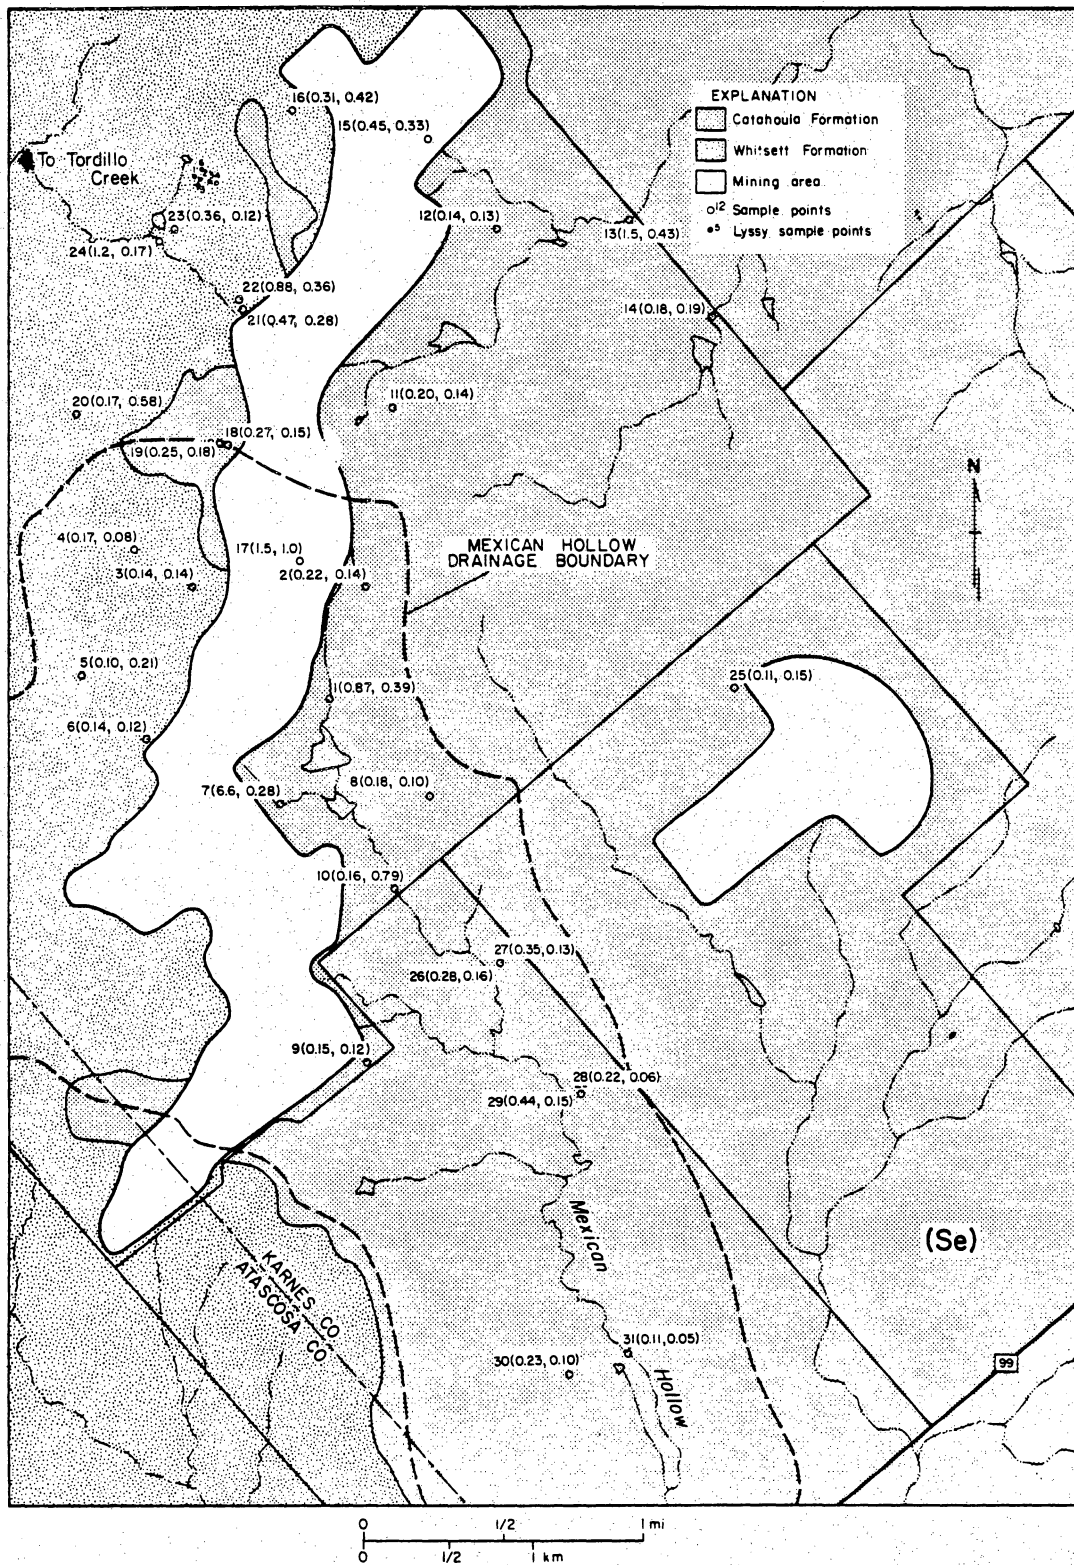 16(0.31, 0.42)
15(0.45, 0.33)
EXPLANATION
Catahoula Formation
Whitsett Formation
Mining area
12 Sample points
5 Lyssy sample points
To Tordillo
Creek
23(0.36, 0.12)
24(1.2, 0.17)
12(0.14, 0.13)
13(1.5, 0.43)
22(0.88, 0.36)
21(0.47, 0.28)
14(0.18, 0.19)
20(0.17, 0.58)
11(0.20, 0.14)
18(0.27, 0.15)
19(0.25, 0.18)
N
4(0.17, 0.08)
3(0.14, 0.14)
17(1.5, 1.0)
2(0.22, 0.14)
MEXICAN HOLLOW
DRAINAGE BOUNDARY
5(0.10, 0.21)
1(0.87, 0.39)
25(0.11, 0.15)
6(0.14, 0.12)
7(6.6, 0.28)
8(0.18, 0.10)
10(0.16, 0.79)
27(0.35, 0.13)
26(0.28, 0.16)
9(0.15, 0.12)
28(0.22, 0.06)
29(0.44, 0.15)
Mexican
Hollow
(Se)
KARNES CO
ATASCOSA CO
31(0.11,0.05)
30(0.23, 0.10)
99
0 1/2 1 mi
0 1/2 1 km